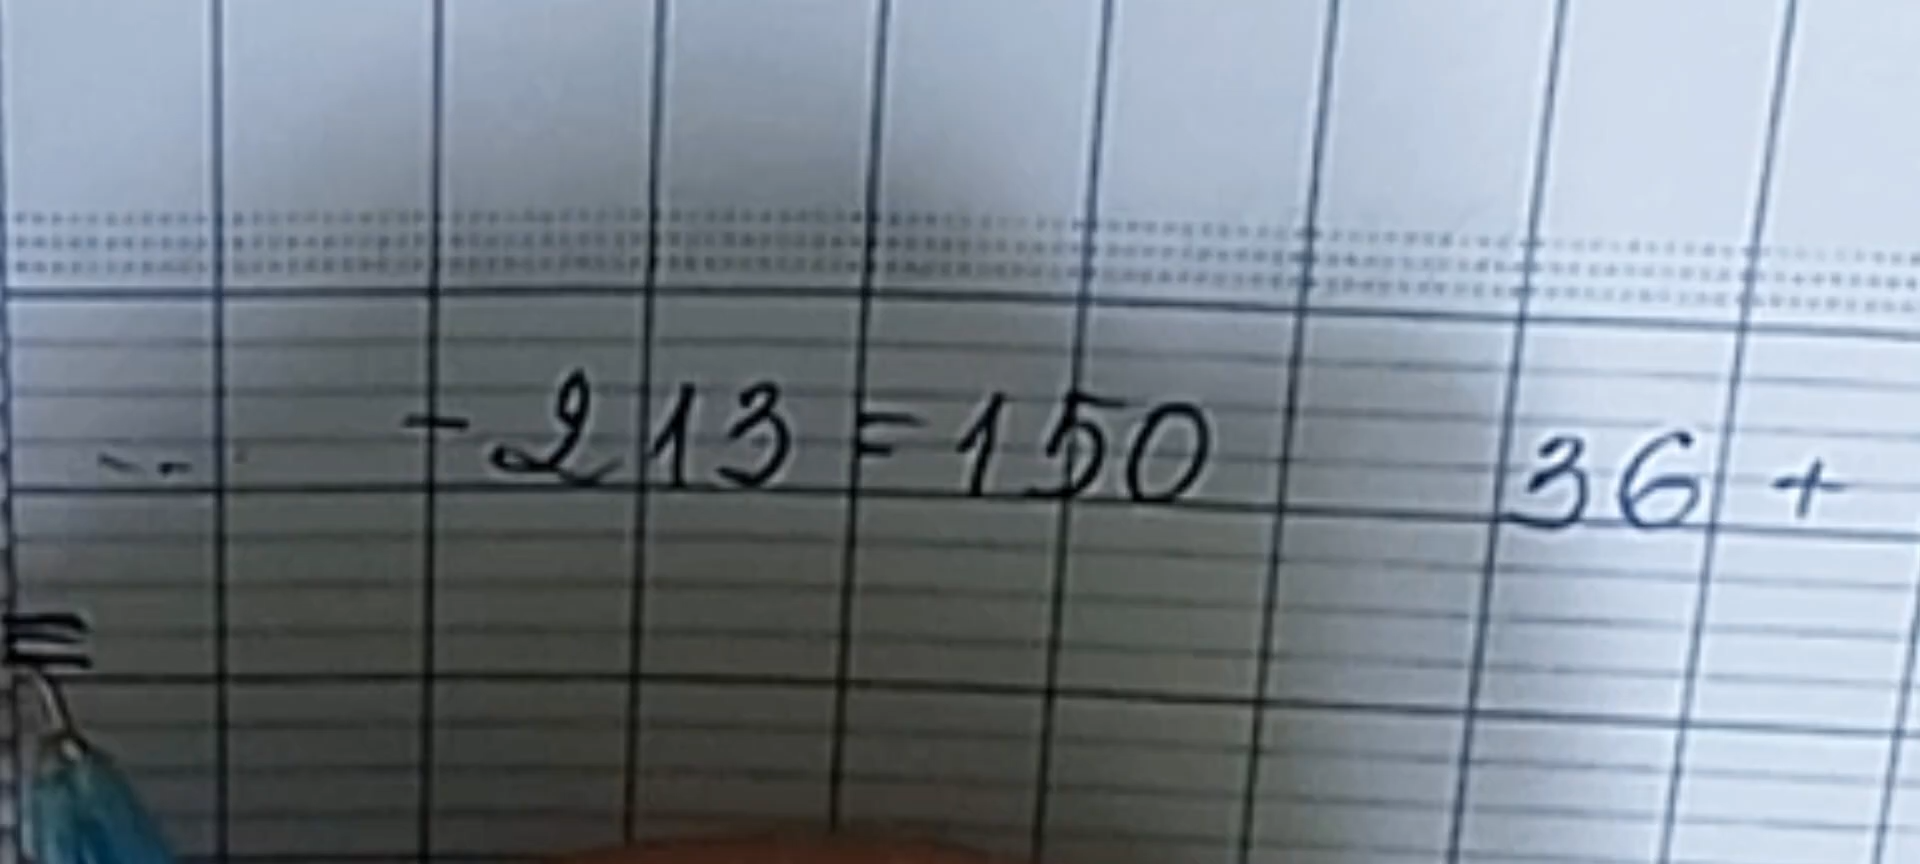 ... - 213 = 150 36 +
=